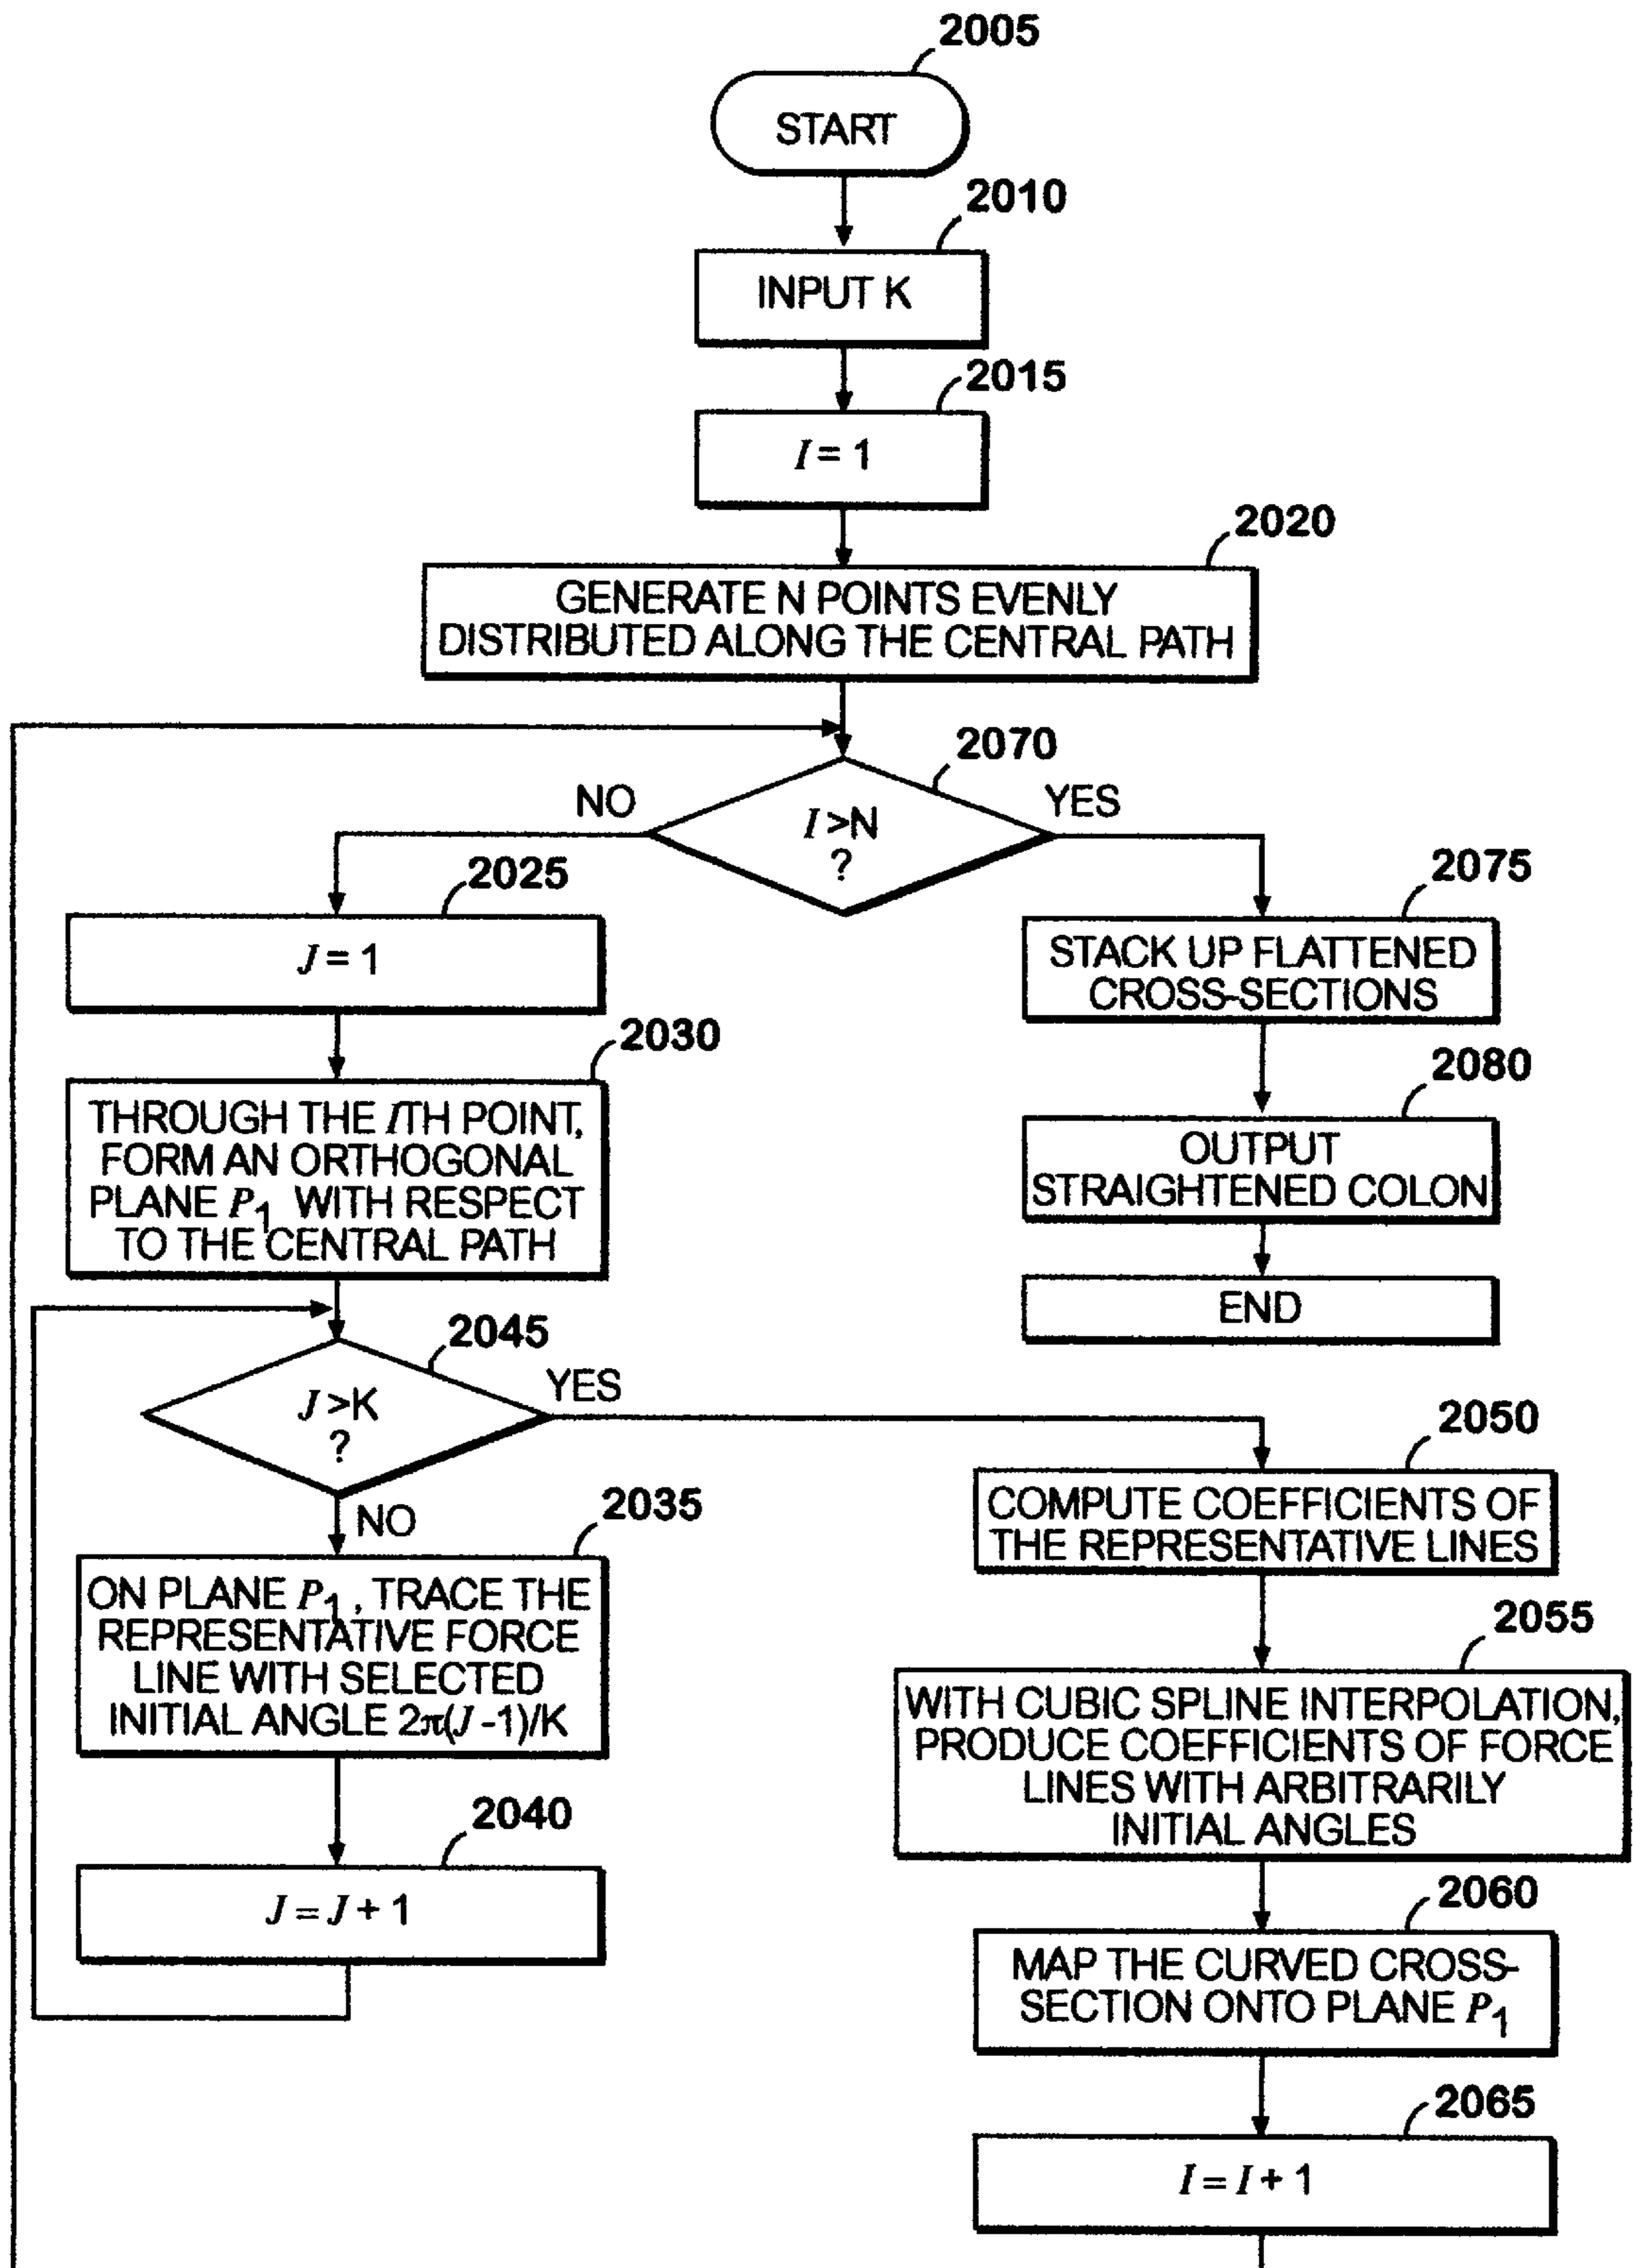 2005
START
2010
INPUT K
2015
I = 1
2020
GENERATE N POINTS EVENLY
DISTRIBUTED ALONG THE CENTRAL PATH
2070
NO
I >N
?
YES
2025
J = 1
2030
THROUGH THE ITH POINT,
FORM AN ORTHOGONAL
PLANE P1 WITH RESPECT
TO THE CENTRAL PATH
2075
STACK UP FLATTENED
CROSS-SECTIONS
2080
OUTPUT
STRAIGHTENED COLON
END
2045
J >K
?
YES
NO
2035
ON PLANE P1, TRACE THE
REPRESENTATIVE FORCE
LINE WITH SELECTED
INITIAL ANGLE 2π(J -1)/K
2040
J = J + 1
2050
COMPUTE COEFFICIENTS OF
THE REPRESENTATIVE LINES
2055
WITH CUBIC SPLINE INTERPOLATION,
PRODUCE COEFFICIENTS OF FORCE
LINES WITH ARBITRARILY
INITIAL ANGLES
2060
MAP THE CURVED CROSS-
SECTION ONTO PLANE P1
2065
I = I + 1